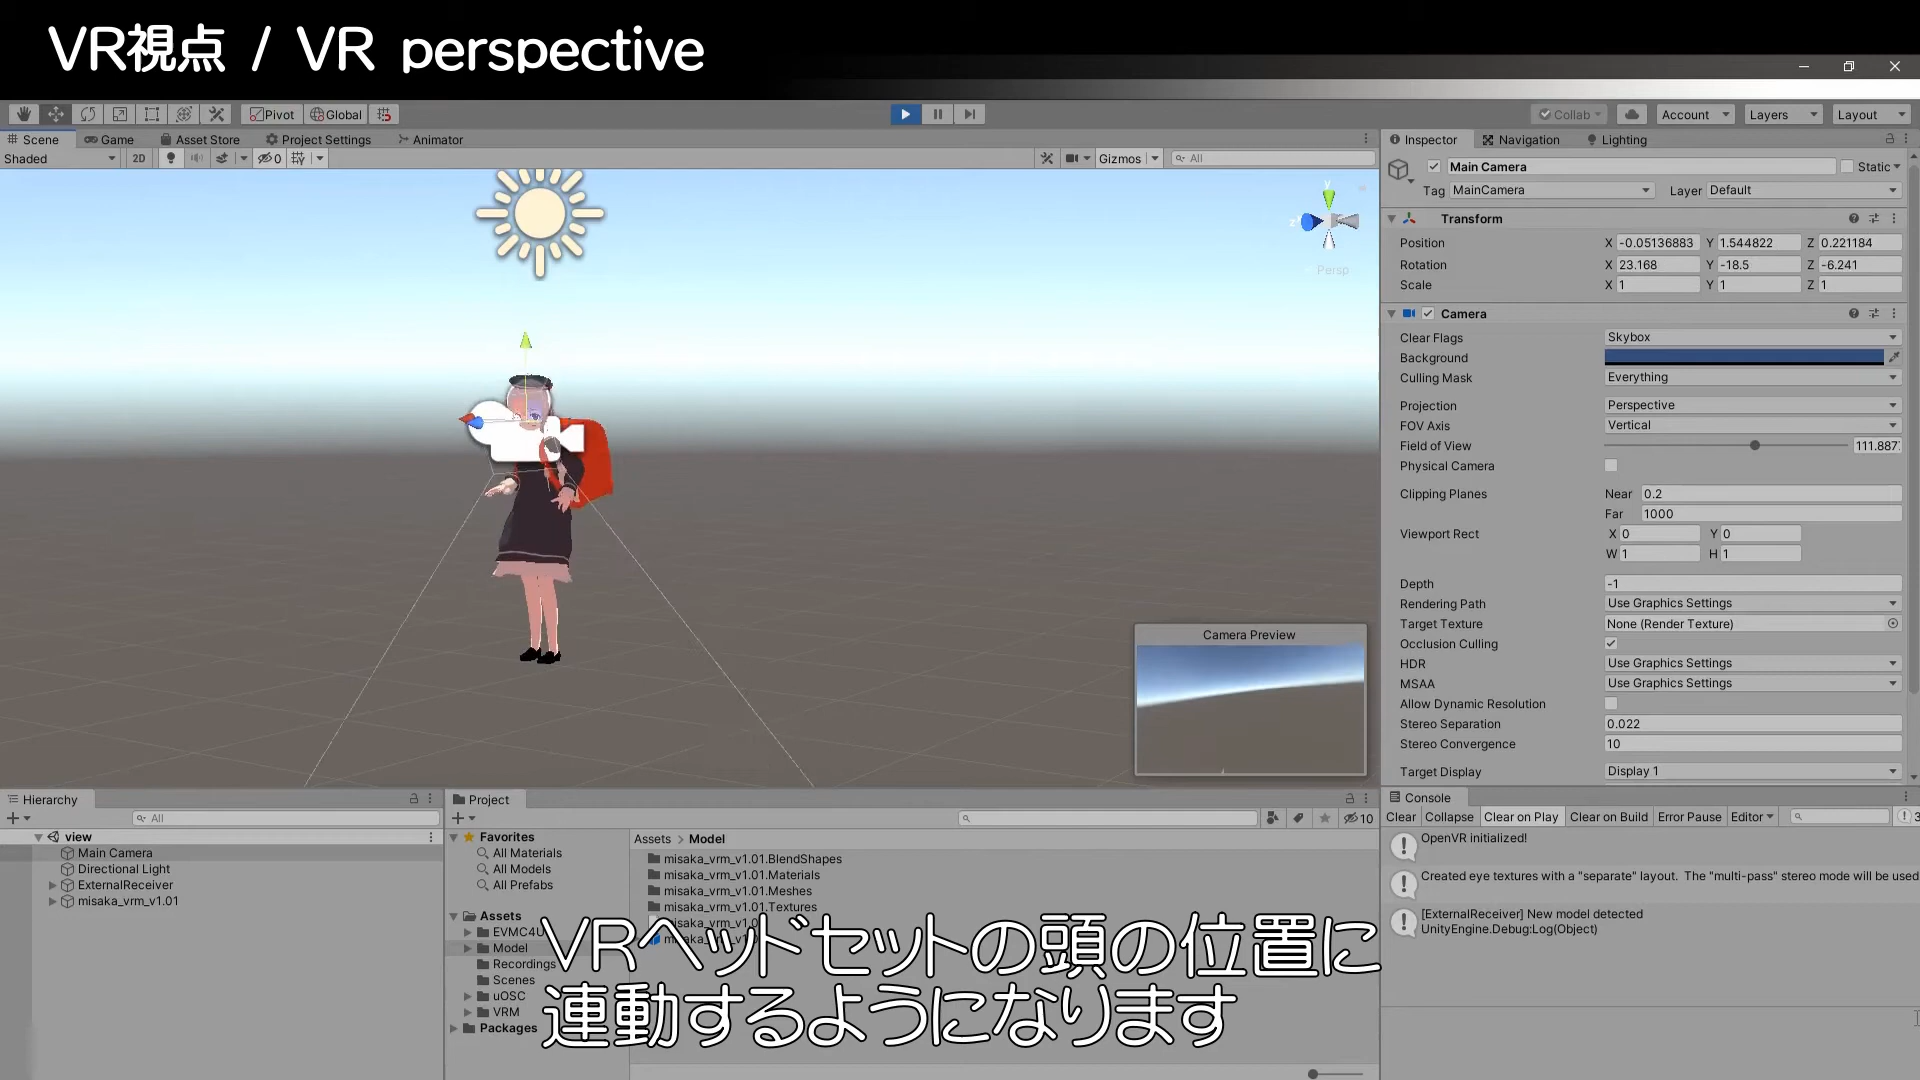 VR視点 / VR perspective
Pivot Global Collab Account Layers Layout
Scene Game Asset Store Project Settings Animator
Shaded 2D 0 Gizmos All
y
z
Persp
Camera Preview
Inspector Navigation Lighting
Main Camera Static
Tag MainCamera Layer Default
Transform
Position X -0.05136883 Y 1.544822 Z 0.221184
Rotation X 23.168 Y -18.5 Z -6.241
Scale X 1 Y 1 Z 1
Camera
Clear Flags Skybox
Background
Culling Mask Everything
Projection Perspective
FOV Axis Vertical
Field of View 111.887
Physical Camera
Clipping Planes Near 0.2
Far 1000
Viewport Rect X 0 Y 0
W 1 H 1
Depth -1
Rendering Path Use Graphics Settings
Target Texture None (Render Texture)
Occlusion Culling
HDR Use Graphics Settings
MSAA Use Graphics Settings
Allow Dynamic Resolution
Stereo Separation 0.022
Stereo Convergence 10
Target Display Display 1
Hierarchy
All
view
Main Camera
Directional Light
ExternalReceiver
misaka_vrm_v1.01
Project
10
Favorites
All Materials
All Models
All Prefabs
Assets
EVMC4U
Model
Recordings
Scenes
uOSC
VRM
Packages
Assets > Model
misaka_vrm_v1.01.BlendShapes
misaka_vrm_v1.01.Materials
misaka_vrm_v1.01.Meshes
misaka_vrm_v1.01.Textures
Console
Clear Collapse Clear on Play Clear on Build Error Pause Editor 3
OpenVR initialized!
Created eye textures with a "separate" layout. The "multi-pass" stereo mode will be used
[ExternalReceiver] New model detected
UnityEngine.Debug:Log(Object)
VRヘッドセットの頭の位置に
連動するようになります